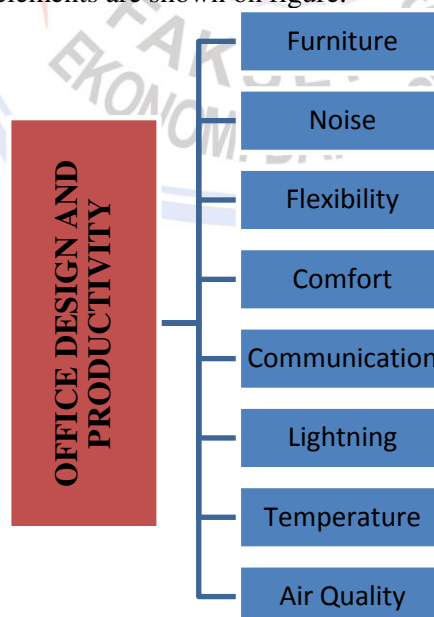 elements are shown on figure.
OFFICE DESIGN AND
PRODUCTIVITY
Furniture
Noise
Flexibility
Comfort
Communication
Lightning
Temperature
Air Quality